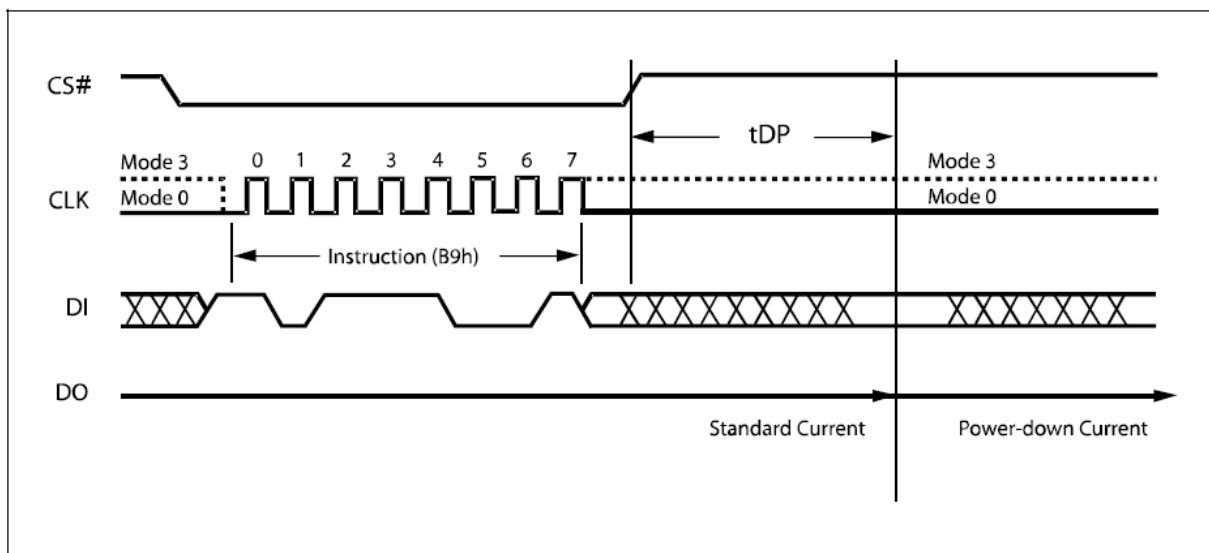 CS#
tDP
0 1 2 3 4 5 6 7
Mode 3
Mode 3
CLK
Mode 0
Mode 0
Instruction (B9h)
DI
DO
Standard Current
Power-down Current